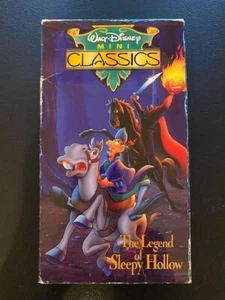 Walt Disney
MINI
CLASSICS
The Legend
of
Sleepy Hollow